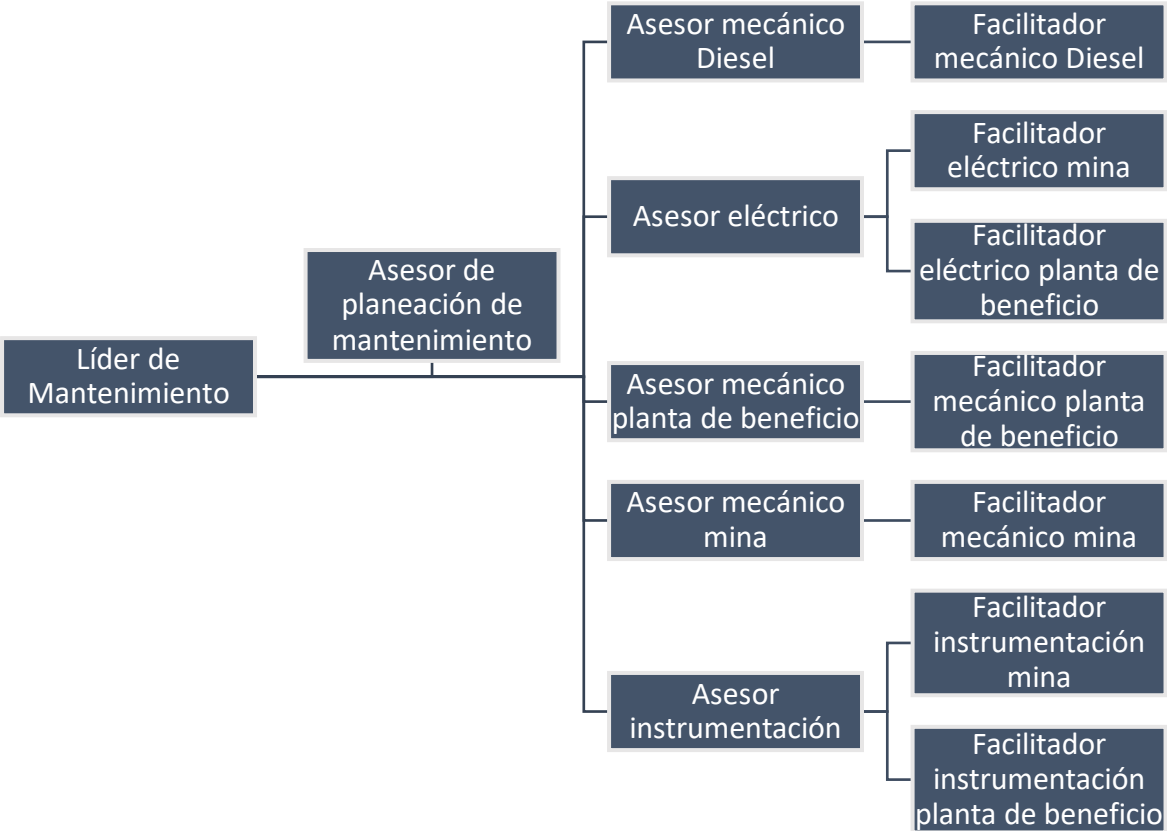 Líder de
Mantenimiento
Asesor de
planeación de
mantenimiento
Asesor mecánico
Diesel
Facilitador
mecánico Diesel
Asesor eléctrico
Facilitador
eléctrico mina
Facilitador
eléctrico planta de
beneficio
Asesor mecánico
planta de beneficio
Facilitador
mecánico planta
de beneficio
Asesor mecánico
mina
Facilitador
mecánico mina
Asesor
instrumentación
Facilitador
instrumentación
mina
Facilitador
instrumentación
planta de beneficio